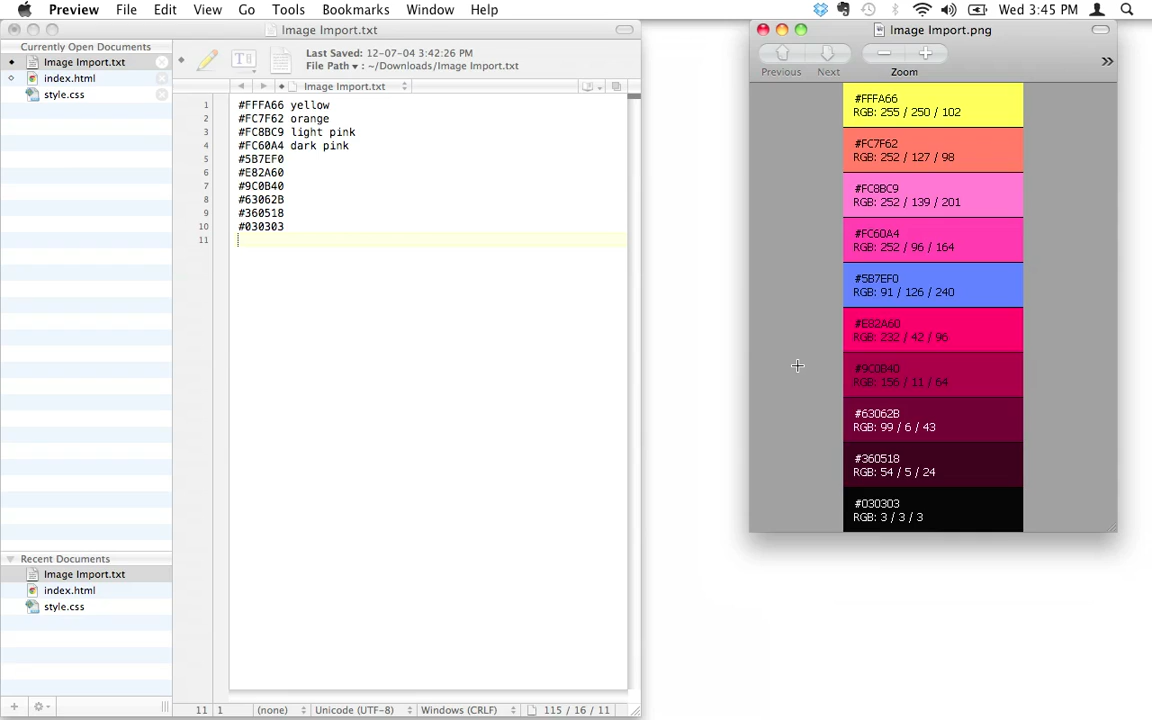 Preview File Edit View Go Tools Bookmarks Window Help Wed 3:45 PM
Image Import.txt
Currently Open Documents
Image Import.txt
index.html
style.css
Last Saved: 12-07-04 3:42:26 PM
File Path ▾ : ~/Downloads/Image Import.txt
Image Import.txt
1 #FFFA66 yellow
2 #FC7F62 orange
3 #FC8BC9 light pink
4 #FC60A4 dark pink
5 #5B7EF0
6 #E82A60
7 #9C0B40
8 #63062B
9 #360518
10 #030303
11
Recent Documents
Image Import.txt
index.html
style.css
11 1 (none) Unicode (UTF-8) Windows (CRLF) 115 / 16 / 11
Image Import.png
Previous Next Zoom
#FFFA66
RGB: 255 / 250 / 102
#FC7F62
RGB: 252 / 127 / 98
#FC8BC9
RGB: 252 / 139 / 201
#FC60A4
RGB: 252 / 96 / 164
#5B7EF0
RGB: 91 / 126 / 240
#E82A60
RGB: 232 / 42 / 96
#9C0B40
RGB: 156 / 11 / 64
#63062B
RGB: 99 / 6 / 43
#360518
RGB: 54 / 5 / 24
#030303
RGB: 3 / 3 / 3